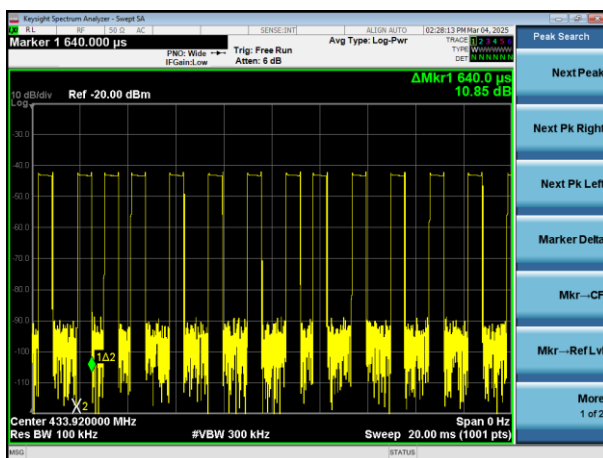 Keysight Spectrum Analyzer - Swept SA
RL RF 50 Ω AC SENSE:INT ALIGN AUTO 02:28:13 PM Mar 04, 2025
Marker 1 640.000 µs
PNO: Wide
IFGain:Low
Trig: Free Run
Atten: 6 dB
Avg Type: Log-Pwr
TRACE 1 2 3 4 5 6
TYPE WWWWWW
DET N N N N N N
ΔMkr1 640.0 µs
10.85 dB
10 dB/div
Log
Ref -20.00 dBm
-30.0
-40.0
-50.0
-60.0
-70.0
-80.0
-90.0
-100
-110
1Δ2
X2
Center 433.920000 MHz
Span 0 Hz
Res BW 100 kHz
#VBW 300 kHz
Sweep 20.00 ms (1001 pts)
MSG
STATUS
Peak Search
Next Peak
Next Pk Right
Next Pk Left
Marker Delta
Mkr→CF
Mkr→Ref Lvl
More
1 of 2